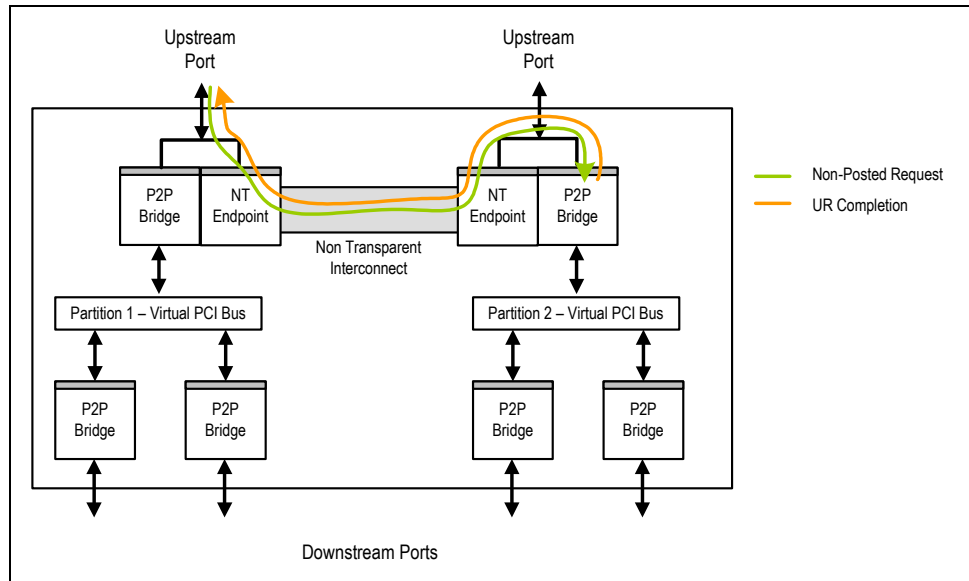 Upstream
Port
Upstream
Port
P2P
Bridge
NT
Endpoint
NT
Endpoint
P2P
Bridge
Non-Posted Request
UR Completion
Non Transparent
Interconnect
Partition 1 – Virtual PCI Bus
Partition 2 – Virtual PCI Bus
P2P
Bridge
P2P
Bridge
P2P
Bridge
P2P
Bridge
Downstream Ports